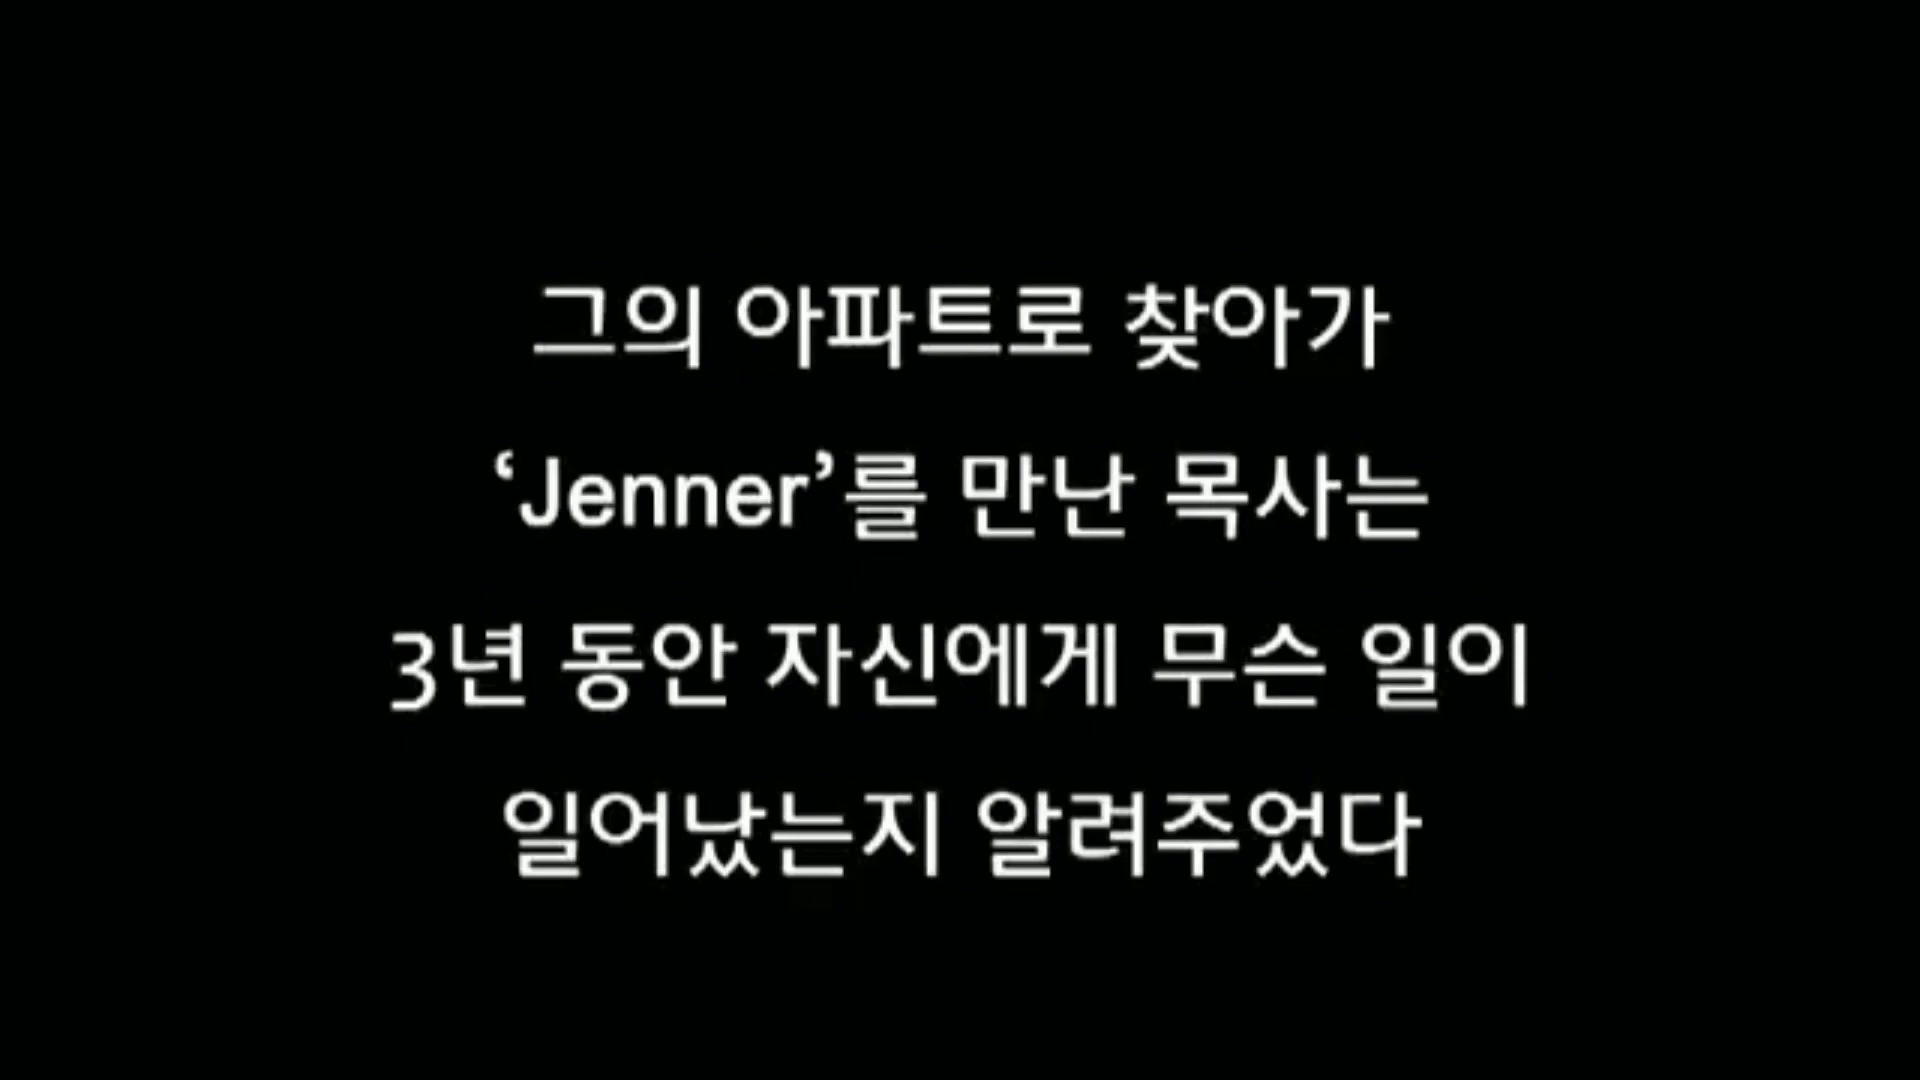 그의 아파트로 찾아가
‘Jenner’를 만난 목사는
3년 동안 자신에게 무슨 일이
일어났는지 알려주었다